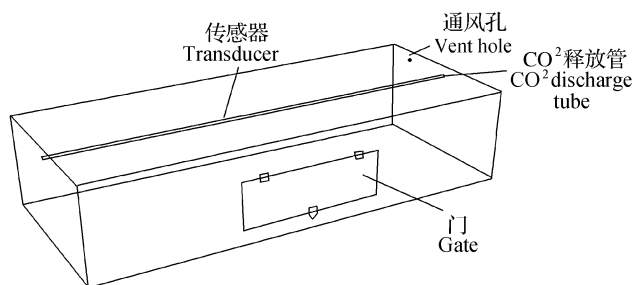 传感器
Transducer
通风孔
Vent hole
CO²释放管
CO²discharge
tube
门
Gate